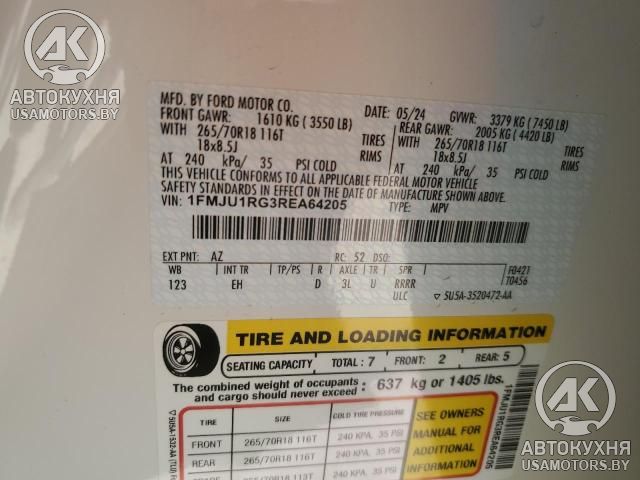 АВТОКУХНЯ
USAMOTORS.BY
MFD. BY FORD MOTOR CO.
DATE: 05/24 GVWR: 3379 KG ( 7450 LB)
FRONT GAWR: 1610 KG ( 3550 LB) REAR GAWR: 2005 KG ( 4420 LB)
WITH 265/70R18 116T TIRES WITH 265/70R18 116T TIRES
18x8.5J RIMS 18x8.5J RIMS
AT 240 kPa/ 35 PSI COLD AT 240 kPa/ 35 PSI COLD
THIS VEHICLE CONFORMS TO ALL APPLICABLE FEDERAL MOTOR VEHICLE
SAFETY STANDARDS IN EFFECT ON THE DATE OF MANUFACTURE SHOWN ABOVE.
VIN: 1FMJU1RG3REA64205 TYPE: MPV
EXT PNT: AZ RC: 52 DSO:
WB INT TR TP/PS R AXLE TR SPR F0421
123 EH D 3L U RRRR T0456
ULC ▽ 5U5A-3520472-AA
TIRE AND LOADING INFORMATION
SEATING CAPACITY TOTAL : 7 FRONT: 2 REAR: 5
The combined weight of occupants
and cargo should never exceed : 637 kg or 1405 lbs.
TIRE SIZE COLD TIRE PRESSURE
FRONT 265/70R18 116T 240 KPA, 35 PSI
REAR 265/70R18 116T 240 KPA, 35 PSI
265/70R18 113T 240 KPA,
SEE OWNERS
MANUAL FOR
ADDITIONAL
INFORMATION
1FMJU1RG3REA64205
АВТОКУХНЯ
USAMOTORS.BY